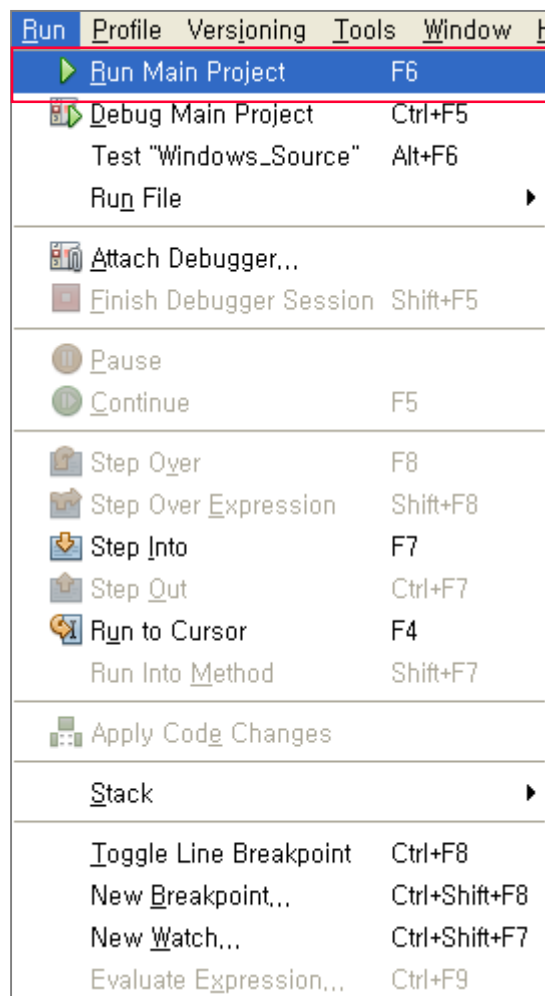 Run Profile Versioning Tools Window
Run Main Project F6
Debug Main Project Ctrl+F5
Test "Windows_Source" Alt+F6
Run File
Attach Debugger...
Finish Debugger Session Shift+F5
Pause
Continue F5
Step Over F8
Step Over Expression Shift+F8
Step Into F7
Step Out Ctrl+F7
Run to Cursor F4
Run Into Method Shift+F7
Apply Code Changes
Stack
Toggle Line Breakpoint Ctrl+F8
New Breakpoint... Ctrl+Shift+F8
New Watch... Ctrl+Shift+F7
Evaluate Expression... Ctrl+F9